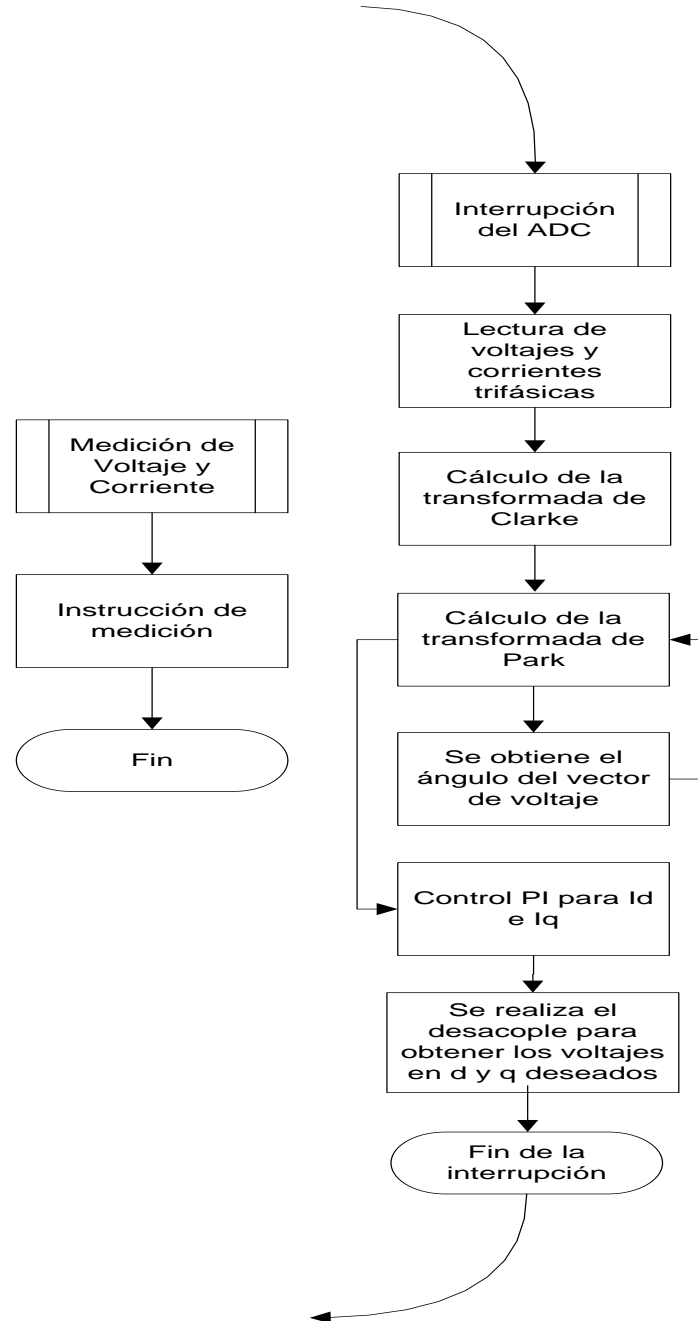 Interrupción
del ADC
Lectura de
voltajes y
corrientes
trifásicas
Medición de
Voltaje y
Corriente
Cálculo de la
transformada de
Clarke
Instrucción de
medición
Cálculo de la
transformada de
Park
Fin
Se obtiene el
ángulo del vector
de voltaje
Control PI para Id
e Iq
Se realiza el
desacople para
obtener los voltajes
en d y q deseados
Fin de la
interrupción